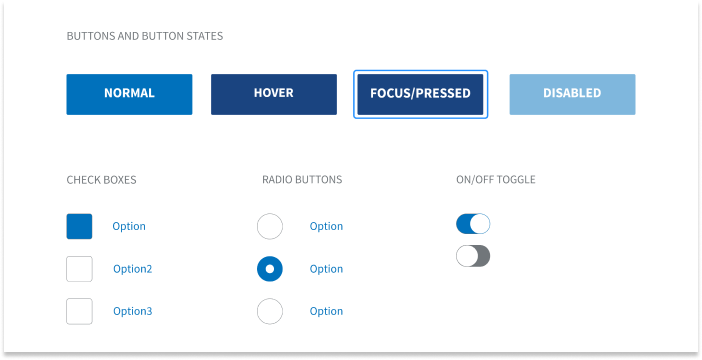 BUTTONS AND BUTTON STATES
NORMAL
HOVER
FOCUS/PRESSED
DISABLED
CHECK BOXES
Option
Option2
Option3
RADIO BUTTONS
Option
Option
Option
ON/OFF TOGGLE